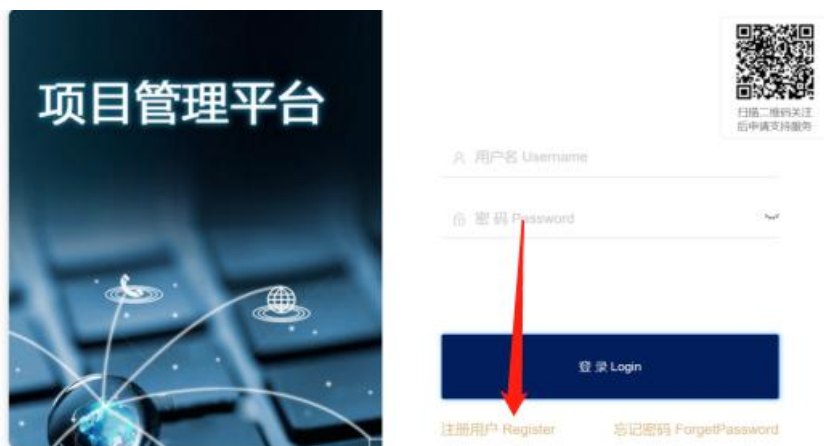 项目管理平台
扫描二维码关注
后申请支持服务
用户名 Username
密 码 Password
登 录 Login
注册用户 Register
忘记密码 ForgetPassword